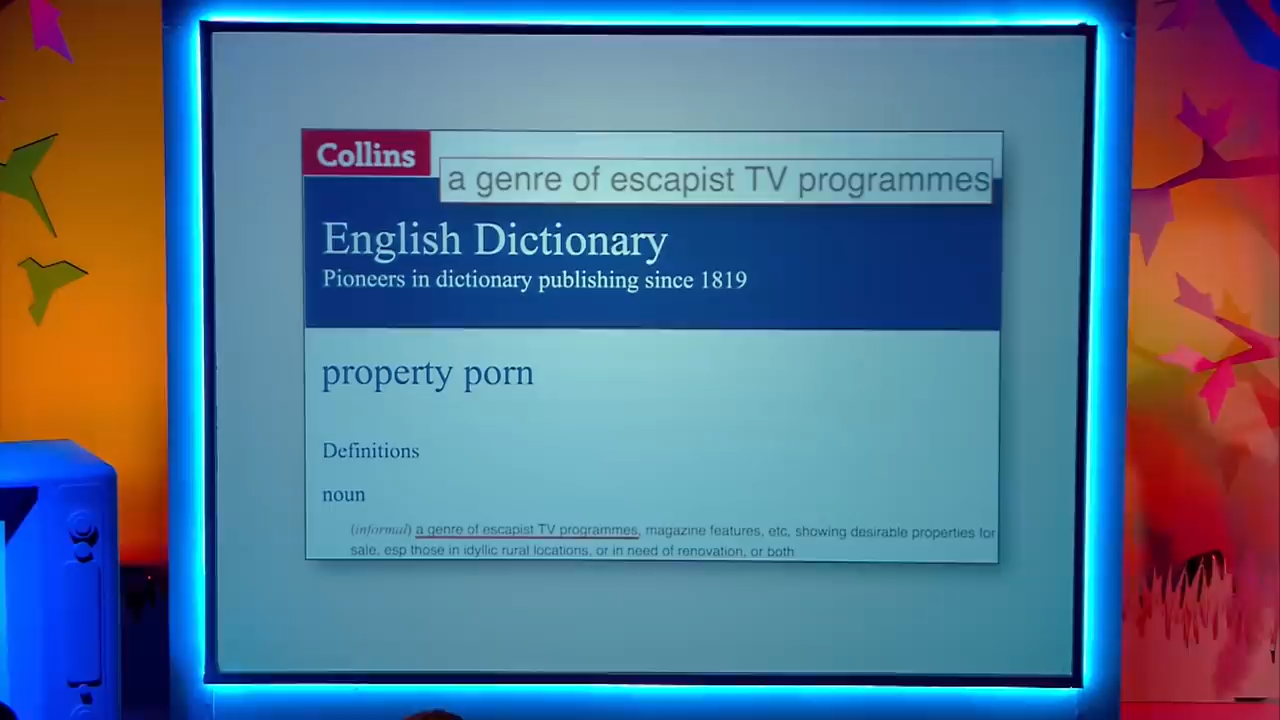 Collins
a genre of escapist TV programmes
English Dictionary
Pioneers in dictionary publishing since 1819
property porn
Definitions
noun
(informal) a genre of escapist TV programmes, magazine features, etc, showing desirable properties for
sale, esp those in idyllic rural locations, or in need of renovation, or both